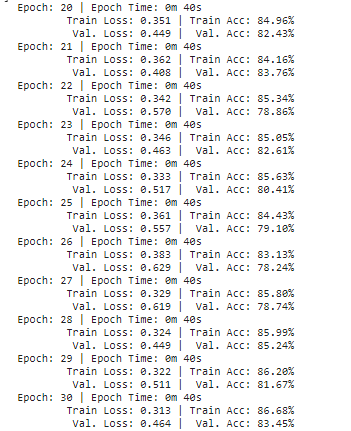 Epoch: 20 | Epoch Time: 0m 40s
Train Loss: 0.351 | Train Acc: 84.96%
Val. Loss: 0.449 | Val. Acc: 82.43%
Epoch: 21 | Epoch Time: 0m 40s
Train Loss: 0.362 | Train Acc: 84.16%
Val. Loss: 0.408 | Val. Acc: 83.76%
Epoch: 22 | Epoch Time: 0m 40s
Train Loss: 0.342 | Train Acc: 85.34%
Val. Loss: 0.570 | Val. Acc: 78.86%
Epoch: 23 | Epoch Time: 0m 40s
Train Loss: 0.346 | Train Acc: 85.05%
Val. Loss: 0.463 | Val. Acc: 82.61%
Epoch: 24 | Epoch Time: 0m 40s
Train Loss: 0.333 | Train Acc: 85.63%
Val. Loss: 0.517 | Val. Acc: 80.41%
Epoch: 25 | Epoch Time: 0m 40s
Train Loss: 0.361 | Train Acc: 84.43%
Val. Loss: 0.557 | Val. Acc: 79.10%
Epoch: 26 | Epoch Time: 0m 40s
Train Loss: 0.383 | Train Acc: 83.13%
Val. Loss: 0.629 | Val. Acc: 78.24%
Epoch: 27 | Epoch Time: 0m 40s
Train Loss: 0.329 | Train Acc: 85.80%
Val. Loss: 0.619 | Val. Acc: 78.74%
Epoch: 28 | Epoch Time: 0m 40s
Train Loss: 0.324 | Train Acc: 85.99%
Val. Loss: 0.449 | Val. Acc: 85.24%
Epoch: 29 | Epoch Time: 0m 40s
Train Loss: 0.322 | Train Acc: 86.20%
Val. Loss: 0.511 | Val. Acc: 81.67%
Epoch: 30 | Epoch Time: 0m 40s
Train Loss: 0.313 | Train Acc: 86.68%
Val. Loss: 0.464 | Val. Acc: 83.45%